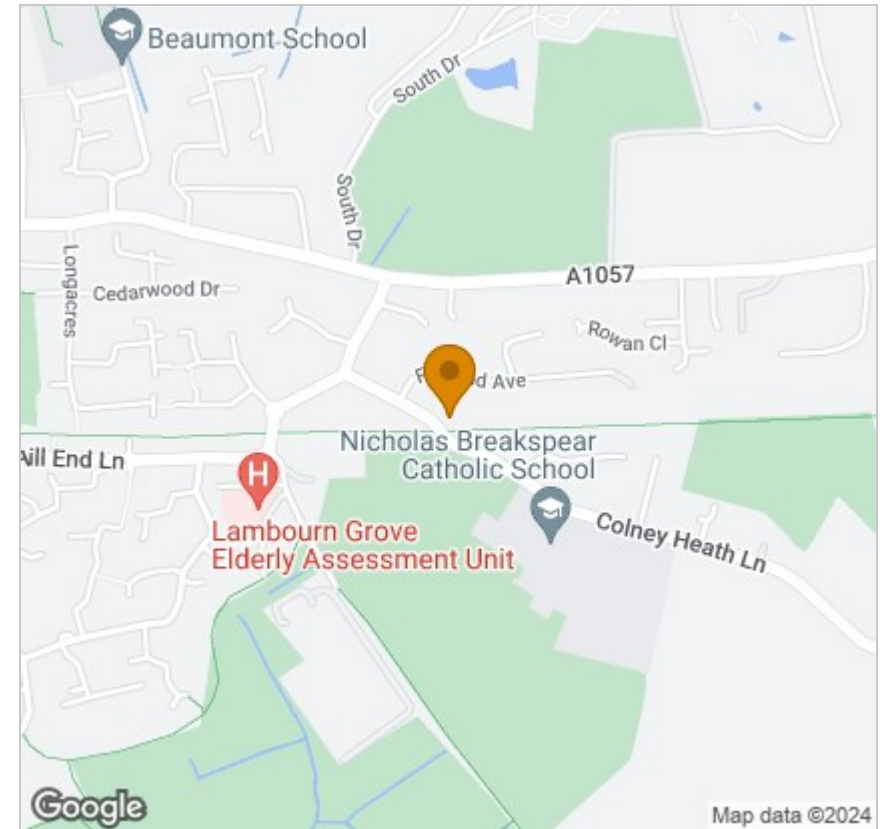 Beaumont School
South Dr
South Dr
A1057
Longacres
Cedarwood Dr
Rowan Cl
Ave
Nicholas Breakspear
Catholic School
End Ln
H
Lambourn Grove
Elderly Assessment Unit
Colney Heath Ln
Google
Map data ©2024